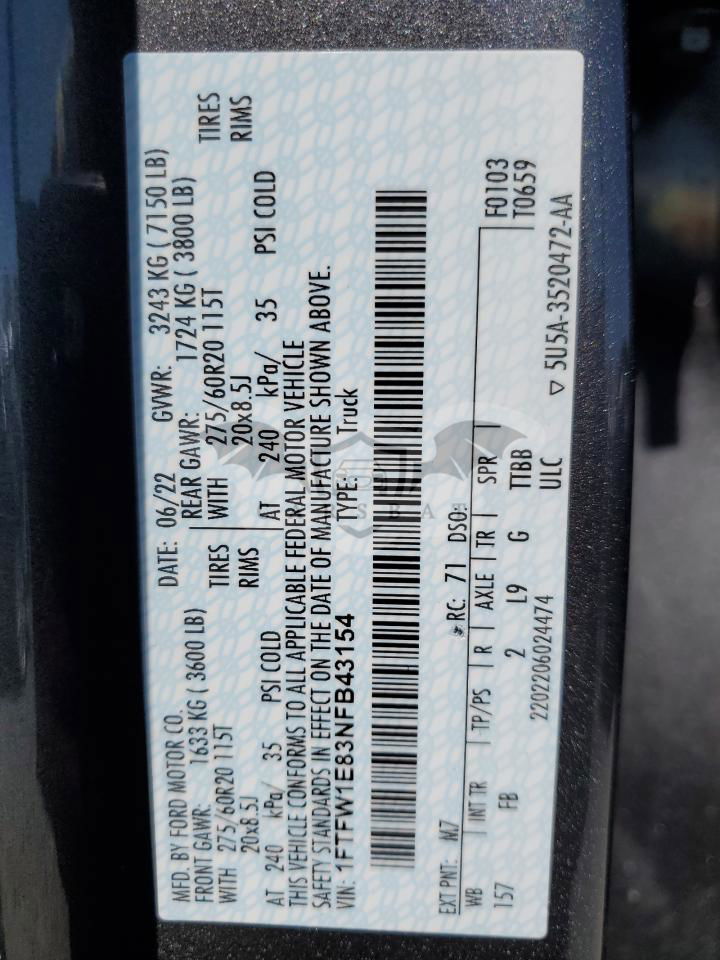 MFD. BY FORD MOTOR CO.
DATE: 06/22 GVWR: 3243 KG ( 7150 LB)
FRONT GAWR: 1633 KG ( 3600 LB) REAR GAWR: 1724 KG ( 3800 LB)
WITH 275/60R20 115T TIRES WITH 275/60R20 115T TIRES
20x8.5J RIMS 20x8.5J RIMS
AT 240 kPa/ 35 PSI COLD AT 240 kPa/ 35 PSI COLD
THIS VEHICLE CONFORMS TO ALL APPLICABLE FEDERAL MOTOR VEHICLE
SAFETY STANDARDS IN EFFECT ON THE DATE OF MANUFACTURE SHOWN ABOVE.
VIN: 1FTFW1E83NFB43154 TYPE: Truck
EXT PNT: M7 RC: 71 DSO:
WB INT TR TP/PS R AXLE TR SPR F0103
157 FB 2 L9 G TTBB T0659
2202206024474 ULC
▽ 5U5A-3520472-AA